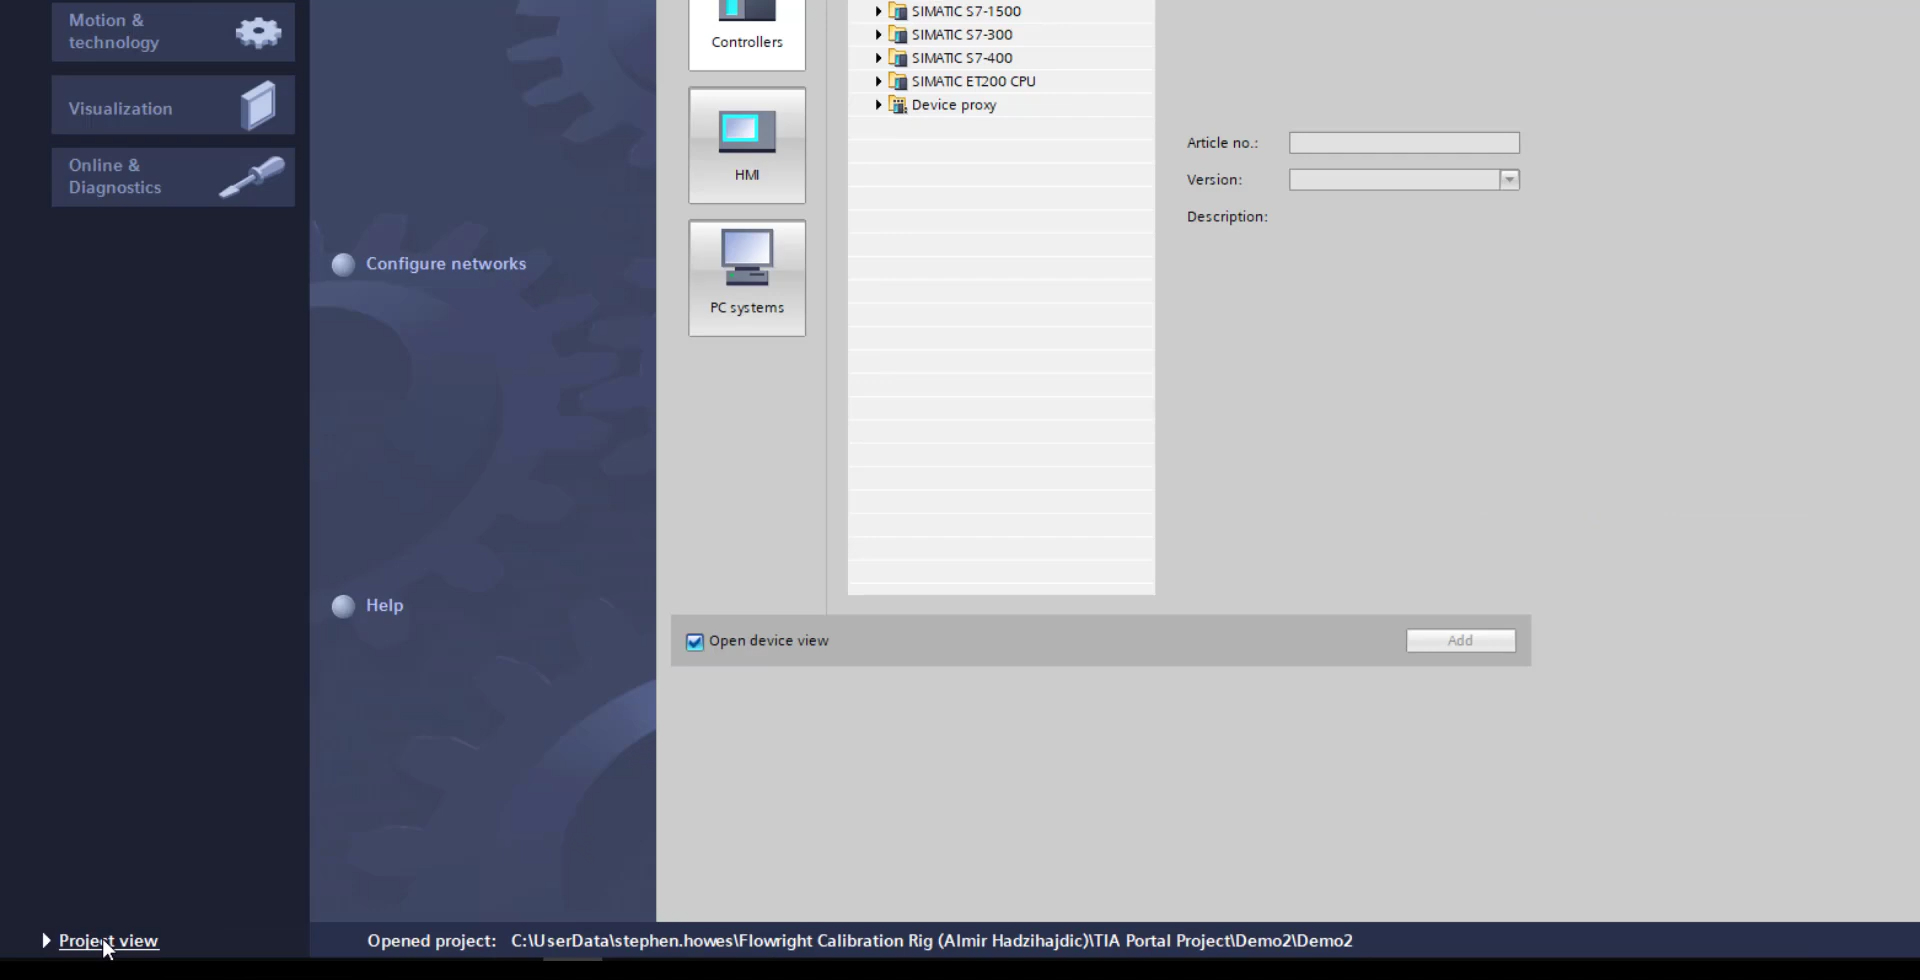 Motion &
technology
Visualization
Online &
Diagnostics
Configure networks
Help
Controllers
HMI
PC systems
SIMATIC S7-1500
SIMATIC S7-300
SIMATIC S7-400
SIMATIC ET200 CPU
Device proxy
Article no.:
Version:
Description:
Open device view
Add
Project view
Opened project: C:\UserData\stephen.howes\Flowright Calibration Rig (Almir Hadzihajdic)\TIA Portal Project\Demo2\Demo2